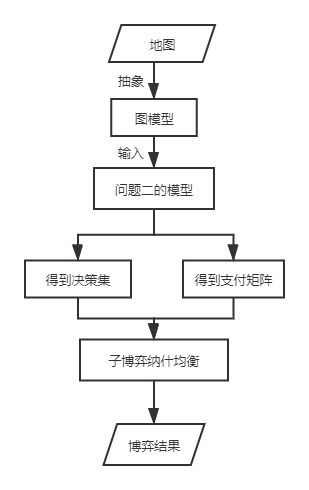 地图
抽象
图模型
输入
问题二的模型
得到决策集
得到支付矩阵
子博弈纳什均衡
博弈结果